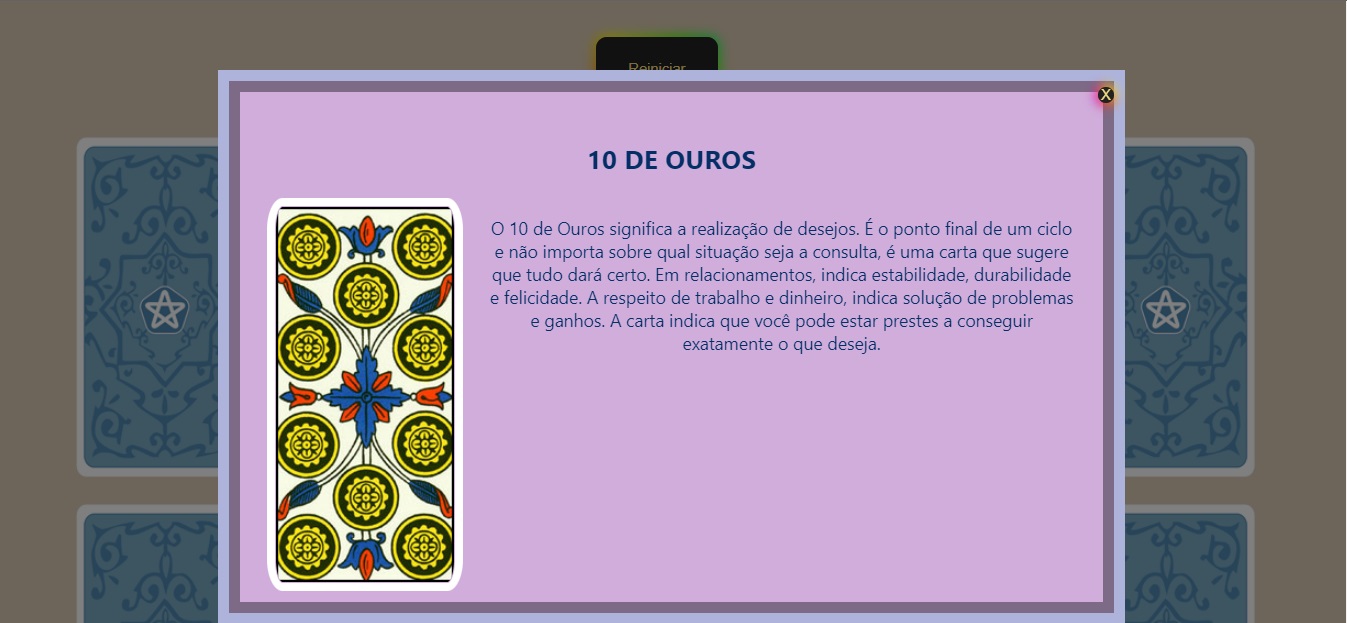 Reiniciar
X
10 DE OUROS
O 10 de Ouros significa a realização de desejos. É o ponto final de um ciclo
e não importa sobre qual situação seja a consulta, é uma carta que sugere
que tudo dará certo. Em relacionamentos, indica estabilidade, durabilidade
e felicidade. A respeito de trabalho e dinheiro, indica solução de problemas
e ganhos. A carta indica que você pode estar prestes a conseguir
exatamente o que deseja.